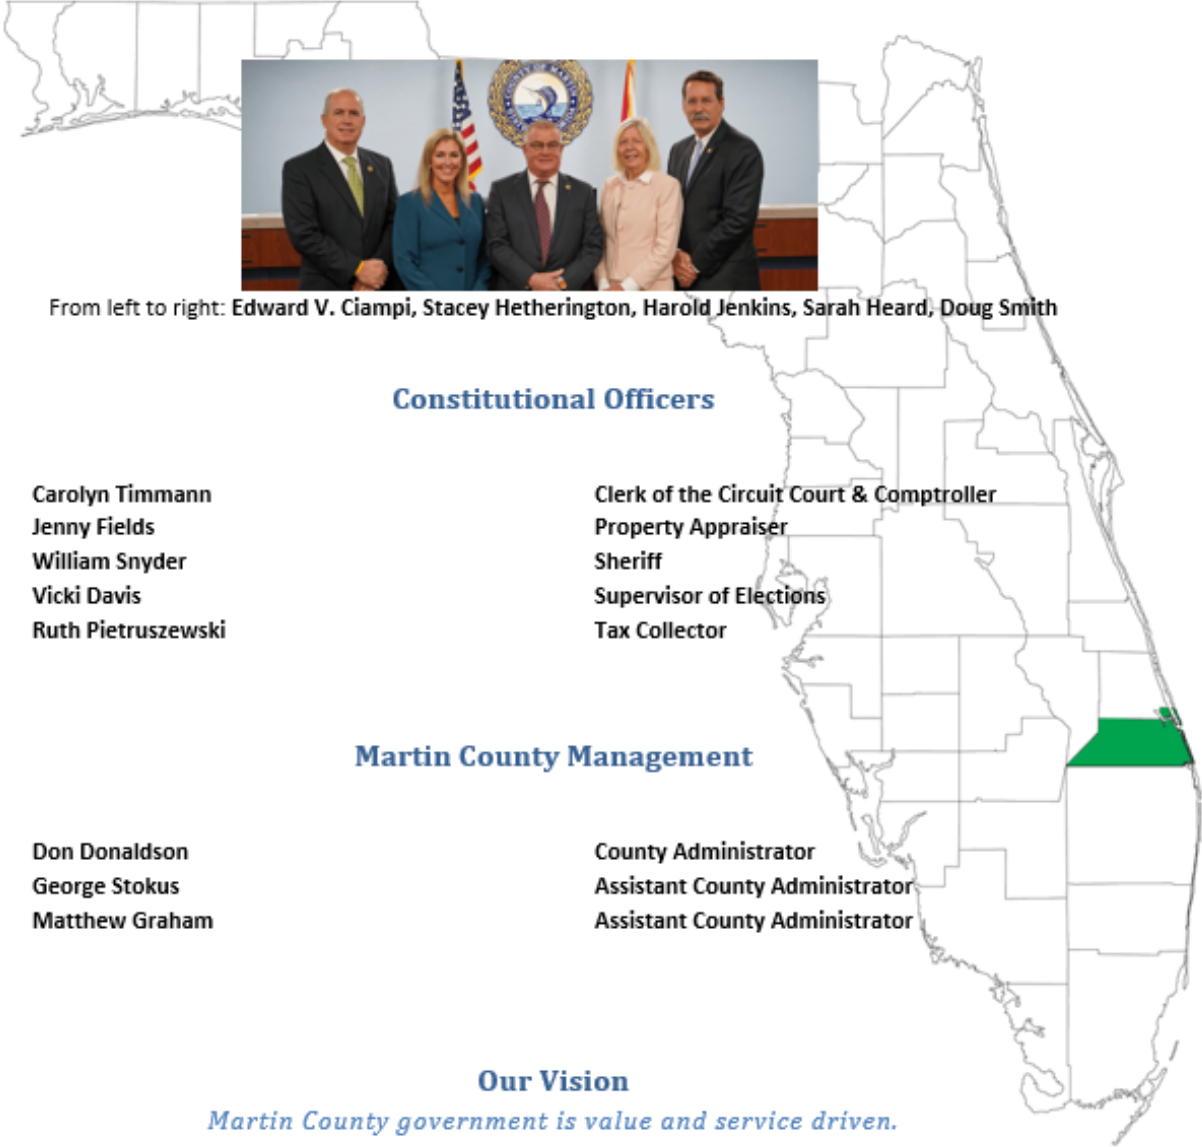 COUNTY OF MARTIN
From left to right: Edward V. Ciampi, Stacey Hetherington, Harold Jenkins, Sarah Heard, Doug Smith
Constitutional Officers
Carolyn Timmann Clerk of the Circuit Court & Comptroller
Jenny Fields Property Appraiser
William Snyder Sheriff
Vicki Davis Supervisor of Elections
Ruth Pietruszewski Tax Collector
Martin County Management
Don Donaldson County Administrator
George Stokus Assistant County Administrator
Matthew Graham Assistant County Administrator
Our Vision
Martin County government is value and service driven.